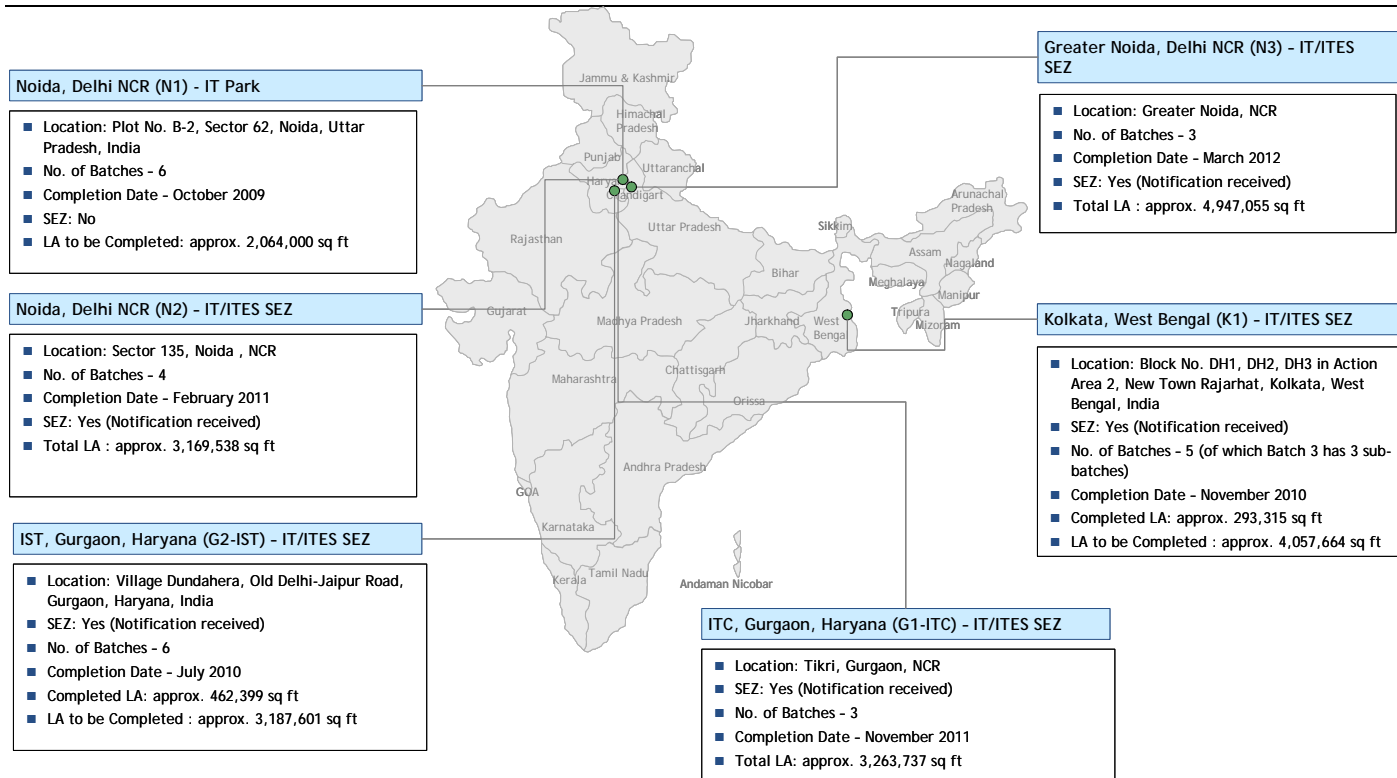 Noida, Delhi NCR (N1) – IT Park
Location: Plot No. B-2, Sector 62, Noida, Uttar
Pradesh, India
No. of Batches – 6
Completion Date – October 2009
SEZ: No
LA to be Completed: approx. 2,064,000 sq ft
Noida, Delhi NCR (N2) – IT/ITES SEZ
Location: Sector 135, Noida , NCR
No. of Batches – 4
Completion Date – February 2011
SEZ: Yes (Notification received)
Total LA : approx. 3,169,538 sq ft
IST, Gurgaon, Haryana (G2-IST) – IT/ITES SEZ
Location: Village Dundahera, Old Delhi-Jaipur Road,
Gurgaon, Haryana, India
SEZ: Yes (Notification received)
No. of Batches – 6
Completion Date – July 2010
Completed LA: approx. 462,399 sq ft
LA to be Completed : approx. 3,187,601 sq ft
Jammu & Kashmir
Himachal
Pradesh
Punjab
Uttaranchal
Haryana
Chandigarh
Rajasthan
Uttar Pradesh
Sikkim
Arunachal
Pradesh
Assam
Nagaland
Meghalaya
Manipur
Tripura
Mizoram
Bihar
Gujarat
Madhya Pradesh
Jharkhand
West
Bengal
Chattisgarh
Maharashtra
Orissa
Andhra Pradesh
GOA
Karnataka
Kerala
Tamil Nadu
Andaman Nicobar
Greater Noida, Delhi NCR (N3) – IT/ITES
SEZ
Location: Greater Noida, NCR
No. of Batches – 3
Completion Date – March 2012
SEZ: Yes (Notification received)
Total LA : approx. 4,947,055 sq ft
Kolkata, West Bengal (K1) – IT/ITES SEZ
Location: Block No. DH1, DH2, DH3 in Action
Area 2, New Town Rajarhat, Kolkata, West
Bengal, India
SEZ: Yes (Notification received)
No. of Batches – 5 (of which Batch 3 has 3 sub-
batches)
Completion Date – November 2010
Completed LA: approx. 293,315 sq ft
LA to be Completed : approx. 4,057,664 sq ft
ITC, Gurgaon, Haryana (G1-ITC) – IT/ITES SEZ
Location: Tikri, Gurgaon, NCR
SEZ: Yes (Notification received)
No. of Batches – 3
Completion Date – November 2011
Total LA: approx. 3,263,737 sq ft